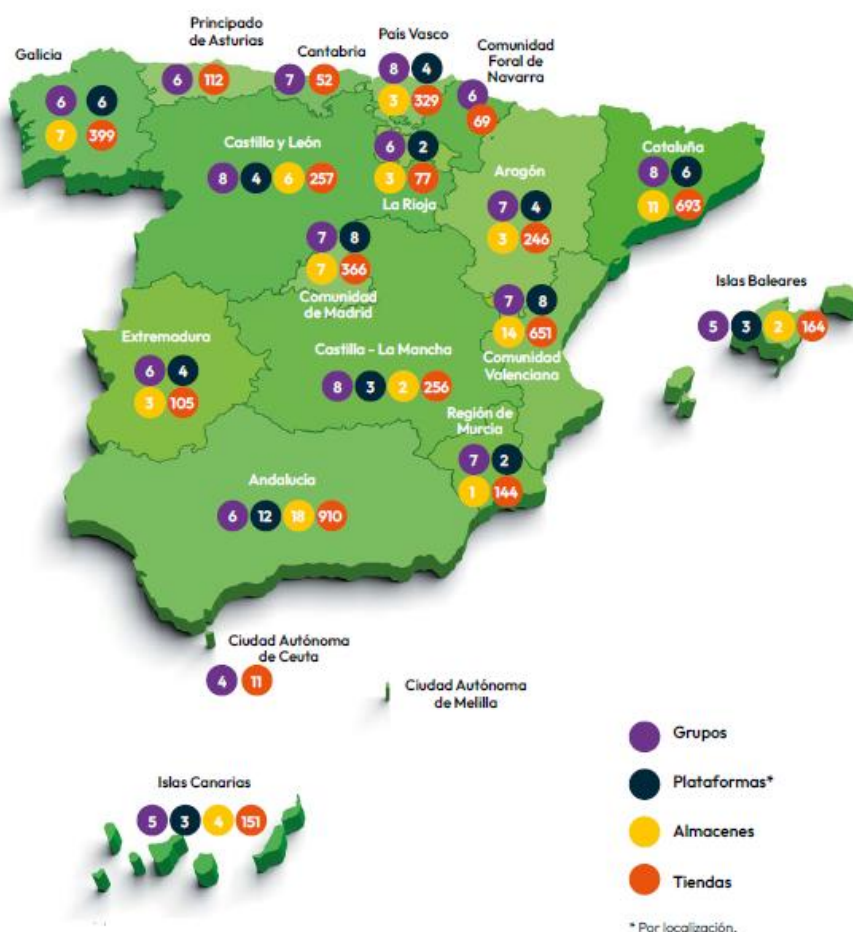 Principado
de Asturias
6 112
Cantabria
7 52
País Vasco
8 4
3 329
Comunidad
Foral de
Navarra
6
69
Galicia
6 6
7 399
Castilla y León
8 4 6 257
6 2
3 77
La Rioja
Aragón
7 4
3 246
Cataluña
8 6
11 693
7 8
7 366
Comunidad
de Madrid
7 8
14 651
Comunidad
Valenciana
Islas Baleares
5 3 2 164
Extremadura
6 4
3 105
Castilla - La Mancha
8 3 2 256
Región de
Murcia
7 2
1 144
Andalucía
6 12 18 910
Ciudad Autónoma
de Ceuta
4 11
Ciudad Autónoma
de Melilla
Islas Canarias
5 3 4 151
Grupos
Plataformas*
Almacenes
Tiendas
* Por localización.